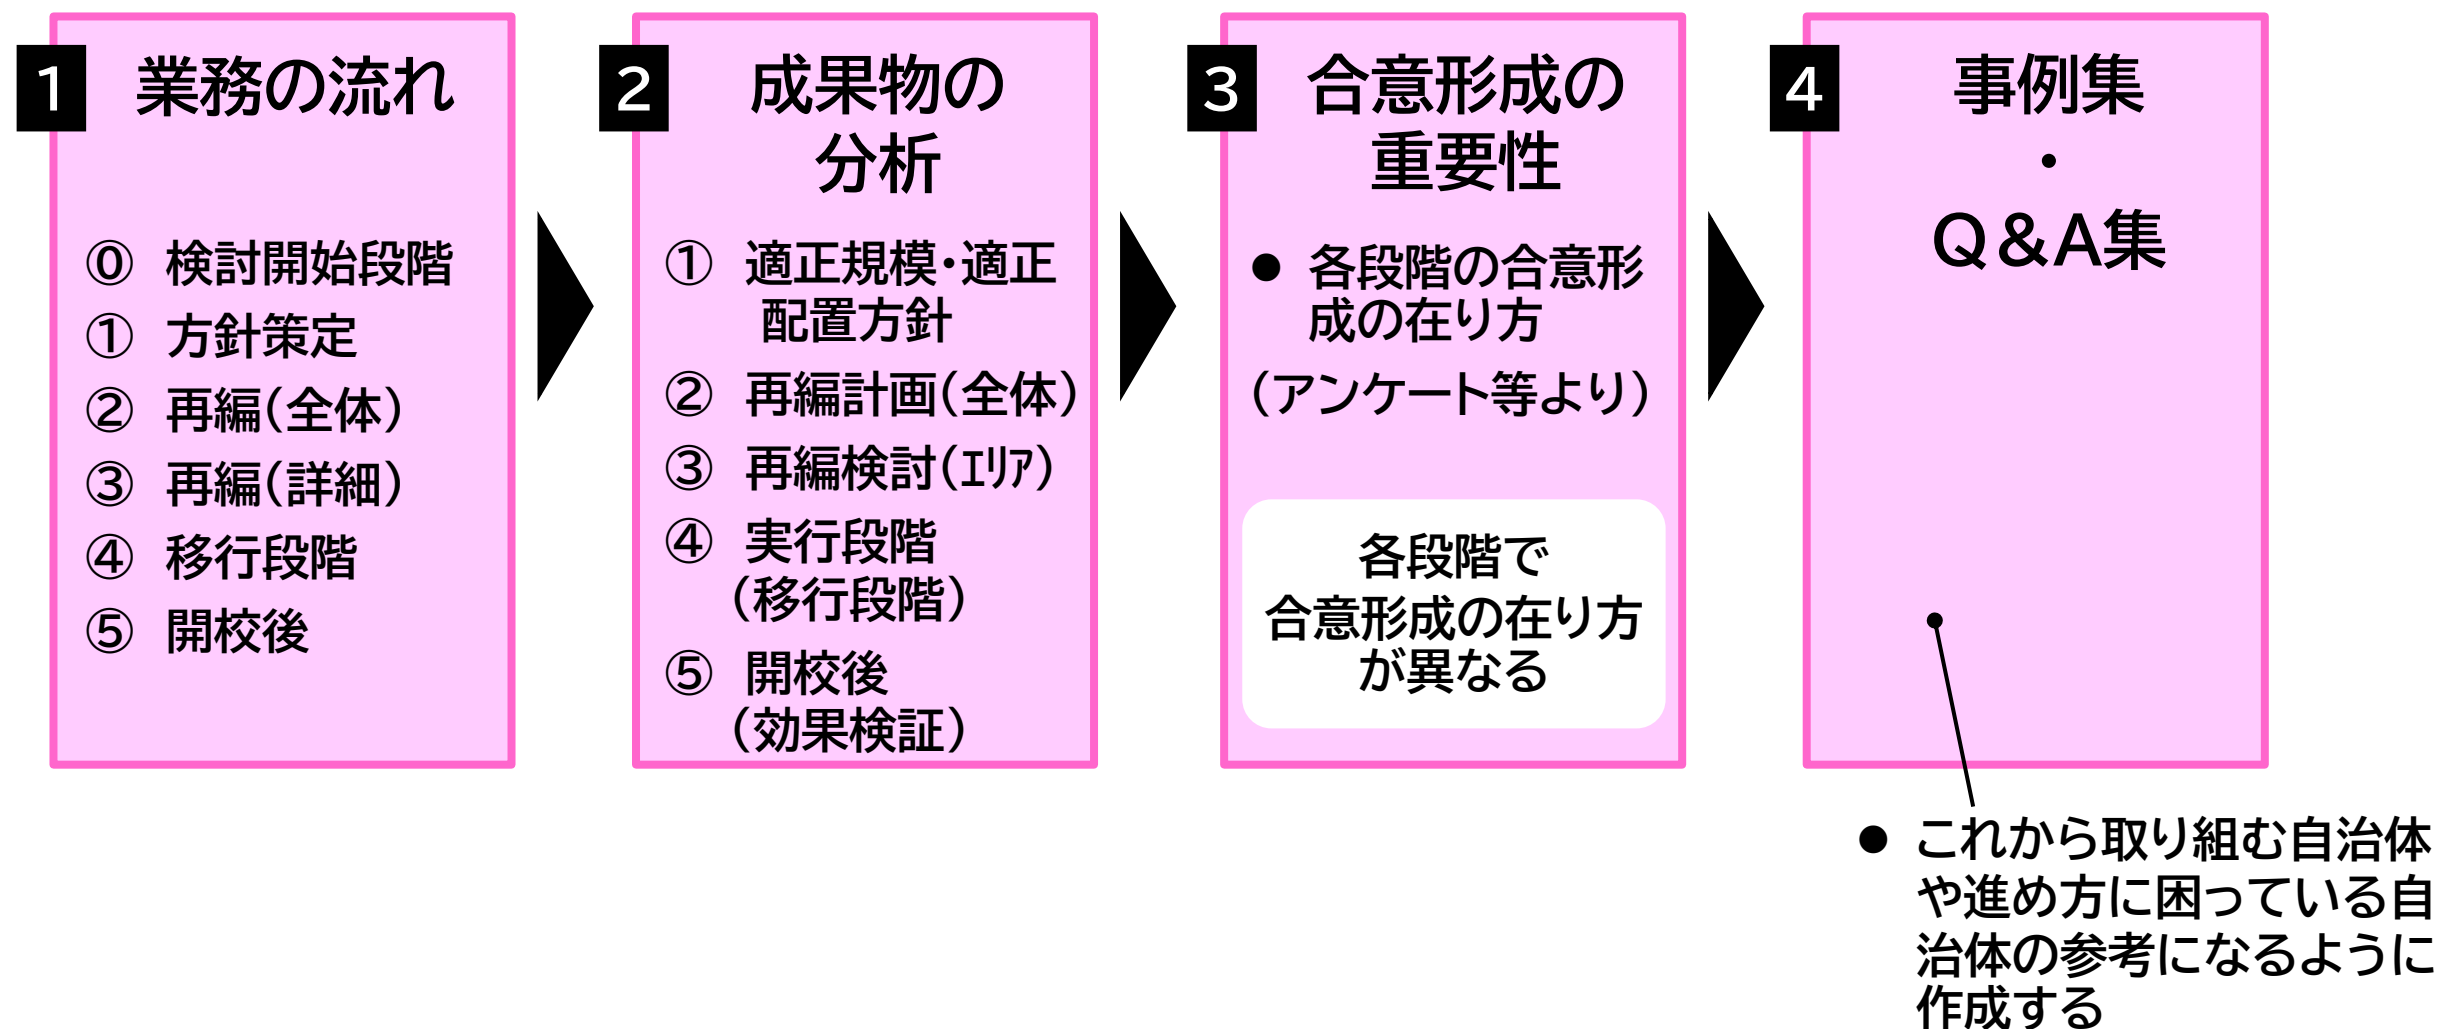 1 業務の流れ
⓪ 検討開始段階
① 方針策定
② 再編(全体)
③ 再編(詳細)
④ 移行段階
⑤ 開校後
2 成果物の
分析
① 適正規模・適正
配置方針
② 再編計画(全体)
③ 再編検討(ｴﾘｱ)
④ 実行段階
(移行段階)
⑤ 開校後
(効果検証)
3 合意形成の
重要性
● 各段階の合意形
成の在り方
(アンケート等より)
各段階で
合意形成の在り方
が異なる
4 事例集
・
Q&A集
● これから取り組む自治体
や進め方に困っている自
治体の参考になるように
作成する